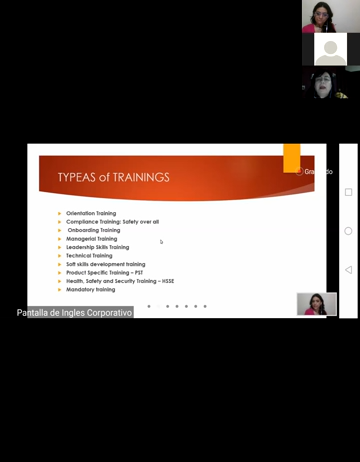 TYPEAS of TRAININGS
Orientation Training
Compliance Training: Safety over all
Onboarding Training
Managerial Training
Leadership Skills Training
Technical Training
Soft skills development training
Product Specific Training – PST
Health, Safety and Security Training – HSSE
Mandatory training
Pantalla de Ingles Corporativo